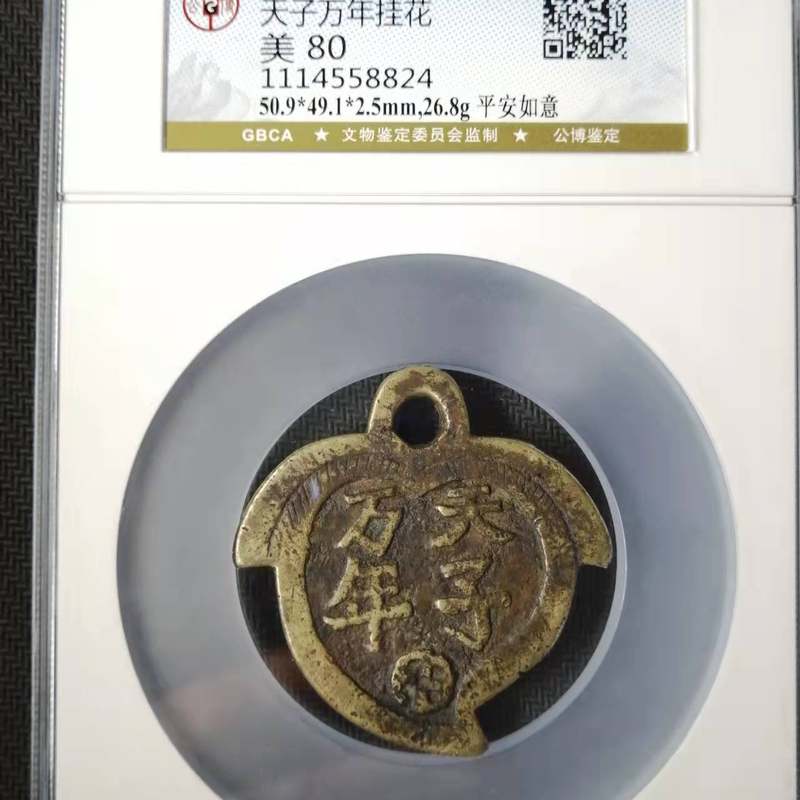 天子万年挂花
美 80
1114558824
50.9*49.1*2.5mm,26.8g 平安如意
GBCA ★ 文物鉴定委员会监制 ★ 公博鉴定
天子
万年